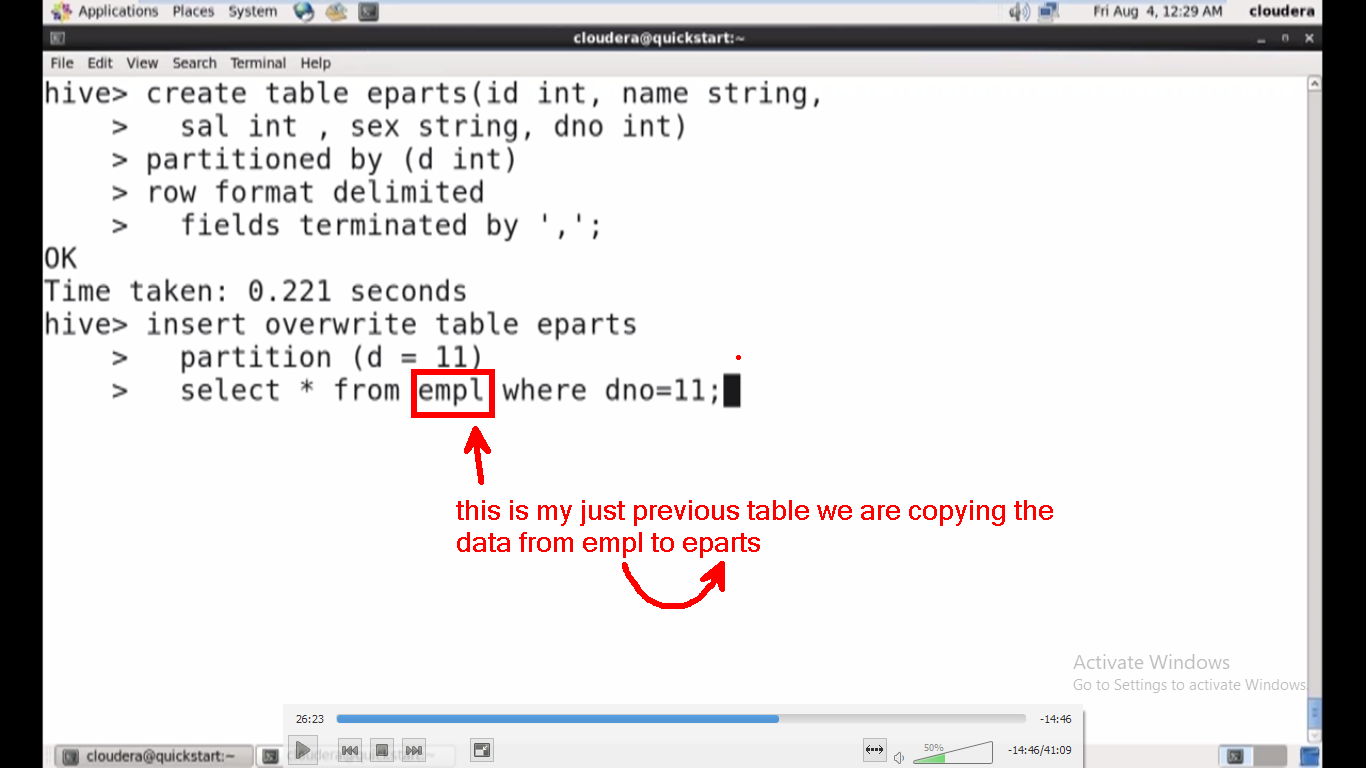 Applications Places System Fri Aug 4, 12:29 AM cloudera
cloudera@quickstart:~
File Edit View Search Terminal Help
hive> create table eparts(id int, name string,
    >   sal int , sex string, dno int)
    > partitioned by (d int)
    > row format delimited
    >   fields terminated by ',';
OK
Time taken: 0.221 seconds
hive> insert overwrite table eparts
    >   partition (d = 11)
    >   select * from empl where dno=11;
this is my just previous table we are copying the
data from empl to eparts
Activate Windows
Go to Settings to activate Windows.
26:23 -14:46
50% -14:46/41:09
cloudera@quickstart:~ cloudera@quickstart:~